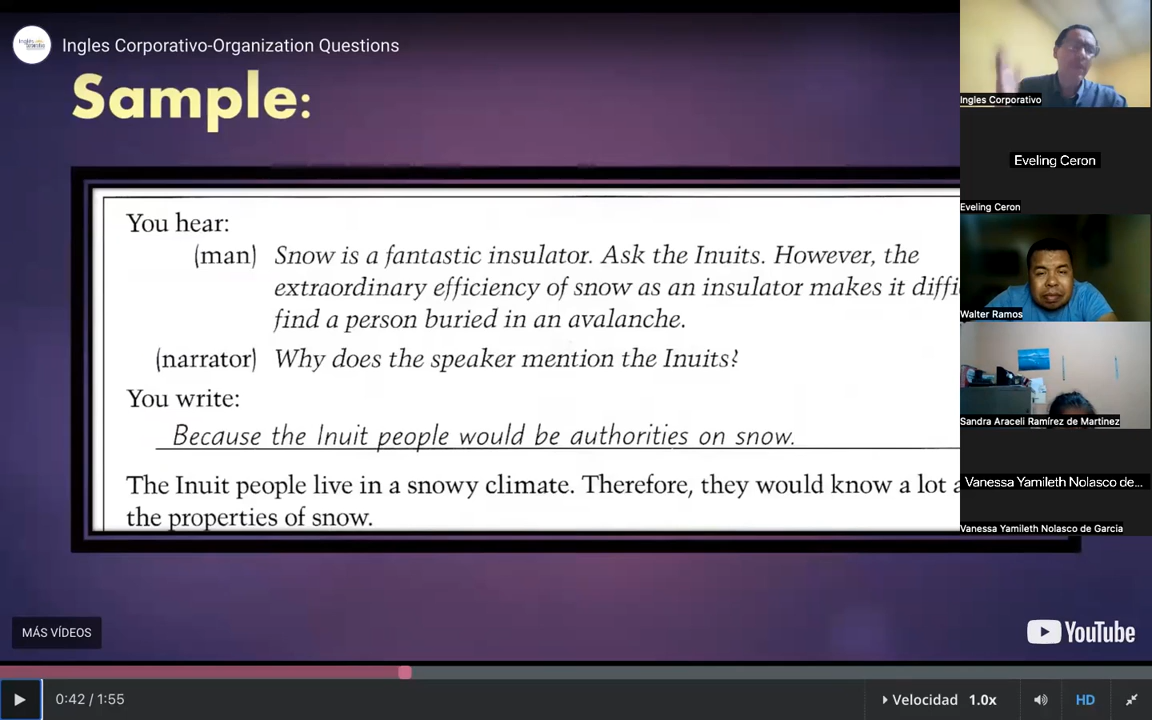 Ingles Corporativo-Organization Questions
Sample:
You hear:
(man) Snow is a fantastic insulator. Ask the Inuits. However, the
extraordinary efficiency of snow as an insulator makes it
find a person buried in an avalanche.
(narrator) Why does the speaker mention the Inuits?
You write:
Because the Inuit people would be authorities on snow.
The Inuit people live in a snowy climate. Therefore, they would know a lot
the properties of snow.
Ingles Corporativo
Eveling Ceron
Eveling Ceron
Walter Ramos
Sandra Araceli Ramírez de Martinez
Vanessa Yamileth Nolasco de...
Vanessa Yamileth Nolasco de Garcia
MÁS VÍDEOS
YouTube
0:42 / 1:55
Velocidad 1.0x
HD